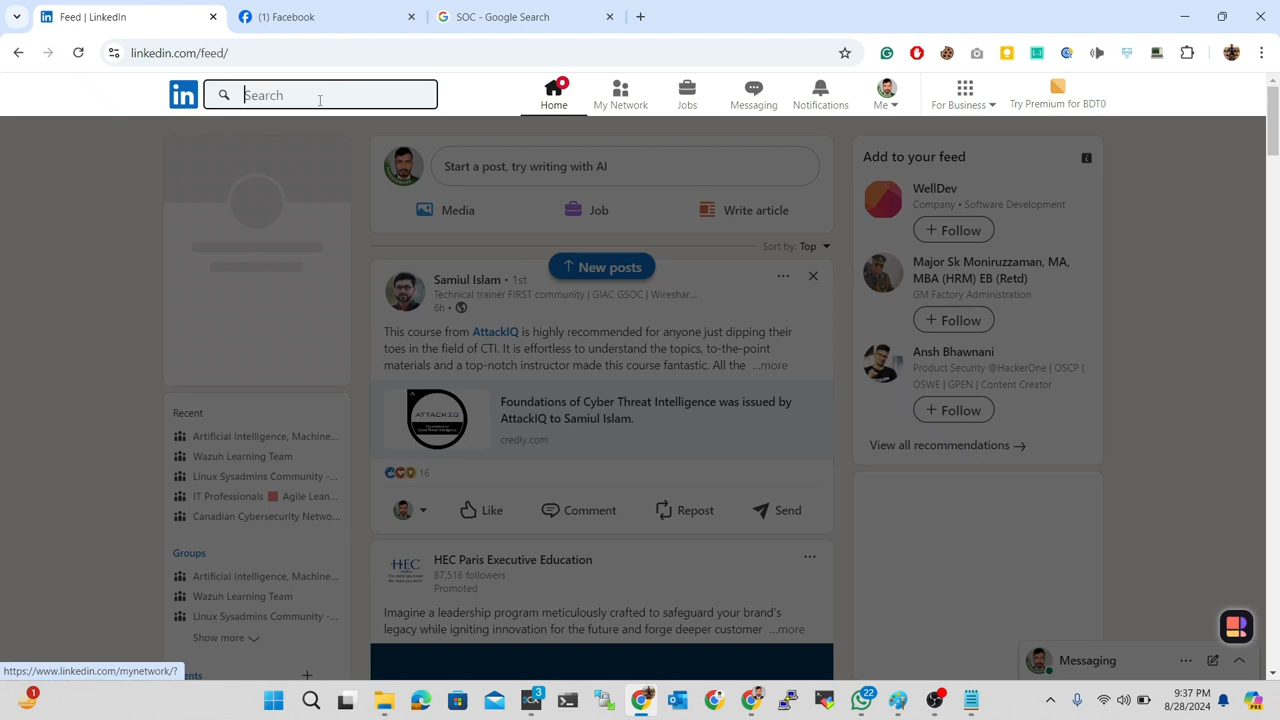 Feed | LinkedIn
(1) Facebook
SOC - Google Search
linkedin.com/feed/
in
Search
Home
My Network
Jobs
Messaging
Notifications
Me
For Business
Try Premium for BDT0
Start a post, try writing with AI
Media
Job
Write article
Sort by: Top
New posts
Samiul Islam • 1st
Technical trainer FIRST community | GIAC GSOC | Wireshar...
6h •
This course from AttackIQ is highly recommended for anyone just dipping their
toes in the field of CTI. It is effortless to understand the topics, to-the-point
materials and a top-notch instructor made this course fantastic. All the ...more
ATTACKIQ
Foundations of Cyber Threat Intelligence was issued by
AttackIQ to Samiul Islam.
credly.com
16
Like
Comment
Repost
Send
HEC Paris Executive Education
87,516 followers
Promoted
Imagine a leadership program meticulously crafted to safeguard your brand's
legacy while igniting innovation for the future and forge deeper customer ...more
Recent
Artificial Intelligence, Machine...
Wazuh Learning Team
Linux Sysadmins Community -...
IT Professionals 🟥 Agile Lean...
Canadian Cybersecurity Netwo...
Groups
Artificial Intelligence, Machine...
Wazuh Learning Team
Linux Sysadmins Community -...
Show more
Add to your feed
WellDev
Company • Software Development
+ Follow
Major Sk Moniruzzaman, MA,
MBA (HRM) EB (Retd)
GM Factory Administration
+ Follow
Ansh Bhawnani
Product Security @HackerOne | OSCP |
OSWE | GPEN | Content Creator
+ Follow
View all recommendations →
Messaging
https://www.linkedin.com/mynetwork/?
1
3
22
9:37 PM
8/28/2024